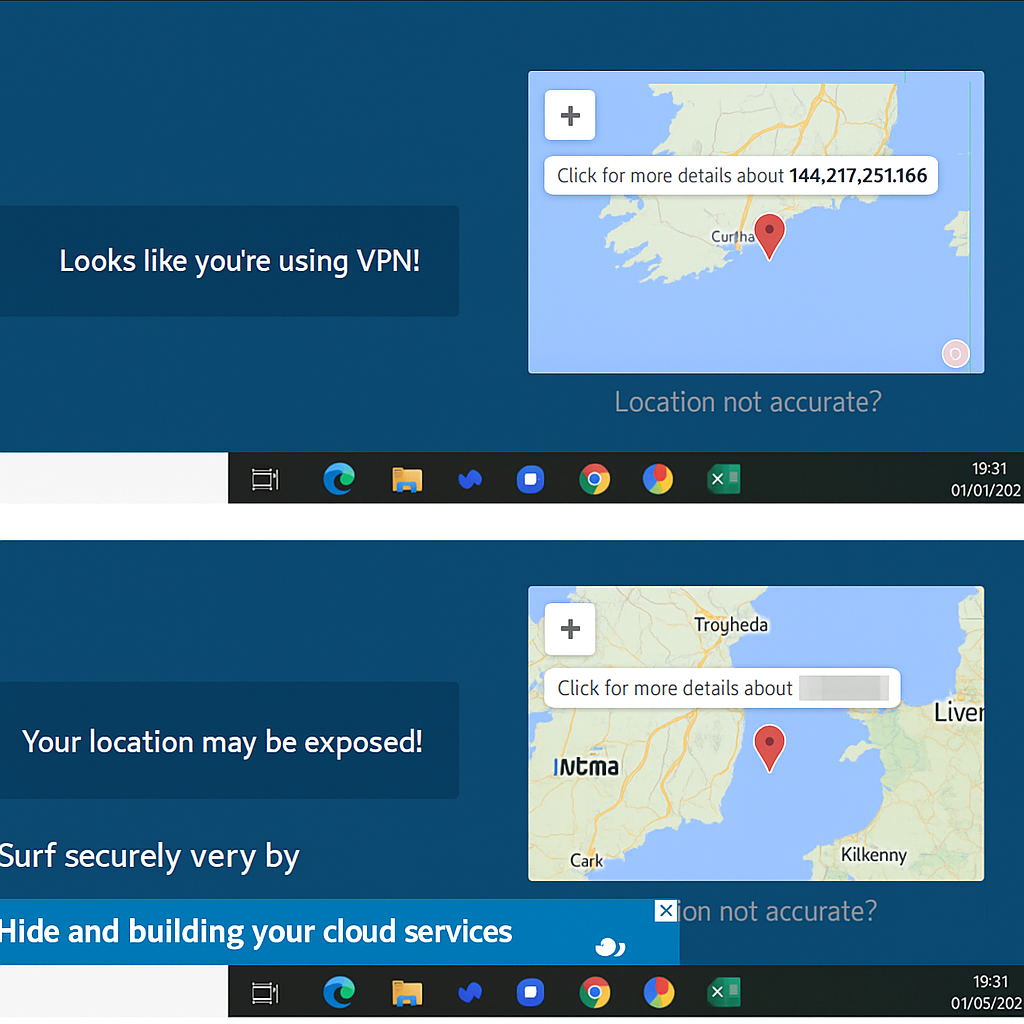 Click for more details about 144,217,251.166
Looks like you're using VPN!
Location not accurate?
19:31
01/01/202
Troyheda
Click for more details about
Liver
Your location may be exposed!
Kilkenny
Cark
Surf securely very by
ion not accurate?
Hide and building your cloud services
19:31
01/05/202